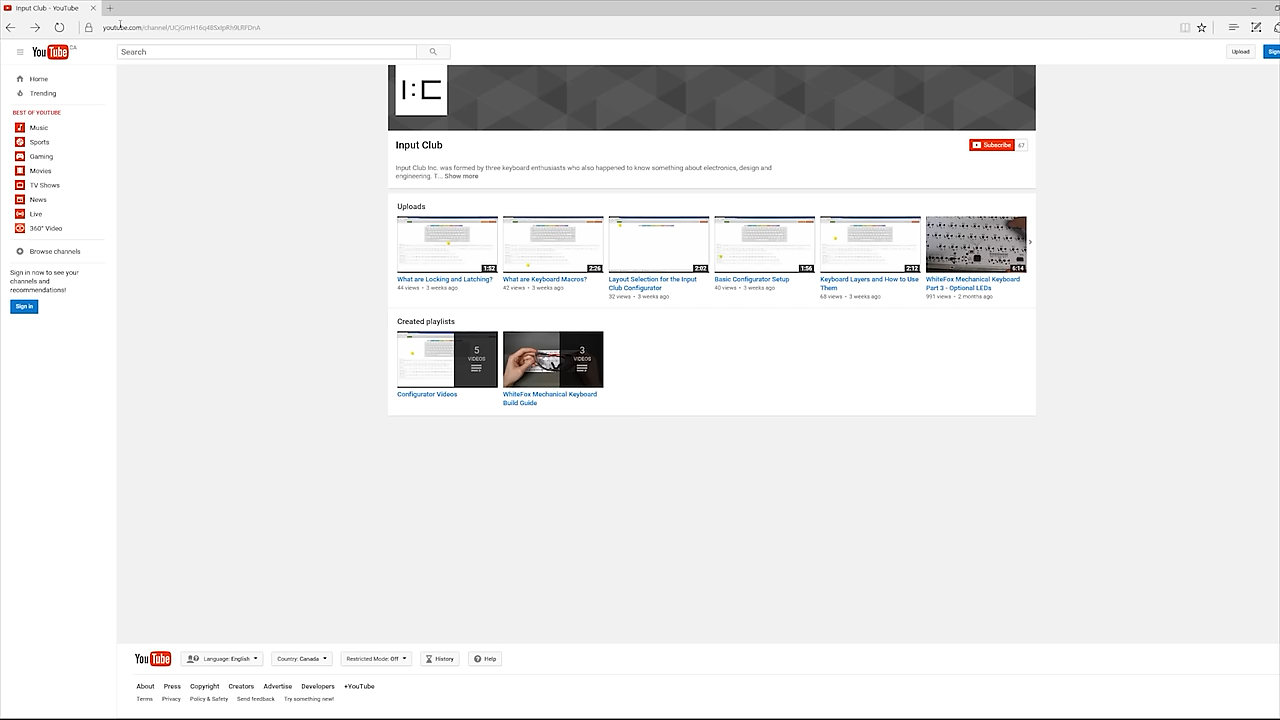 Input Club - YouTube
youtube.com/channel/
YouTube CA
Search
Upload
Sign
Home
Trending
BEST OF YOUTUBE
Music
Sports
Gaming
Movies
TV Shows
News
Live
360° Video
Browse channels
Sign in now to see your
channels and
recommendations!
Sign in
I:C
Input Club
Subscribe 67
Input Club Inc. was formed by three keyboard enthusiasts who also happened to know something about electronics, design and
engineering. T... Show more
Uploads
1:52
What are Locking and Latching?
44 views • 3 weeks ago
2:26
What are Keyboard Macros?
42 views • 3 weeks ago
2:02
Layout Selection for the Input
Club Configurator
32 views • 3 weeks ago
1:56
Basic Configurator Setup
40 views • 3 weeks ago
2:12
Keyboard Layers and How to Use
Them
68 views • 3 weeks ago
6:14
WhiteFox Mechanical Keyboard
Part 3 - Optional LEDs
991 views • 2 months ago
Created playlists
5
VIDEOS
Configurator Videos
3
VIDEOS
WhiteFox Mechanical Keyboard
Build Guide
YouTube
Language: English
Country: Canada
Restricted Mode: Off
History
Help
About Press Copyright Creators Advertise Developers +YouTube
Terms Privacy Policy & Safety Send feedback Try something new!